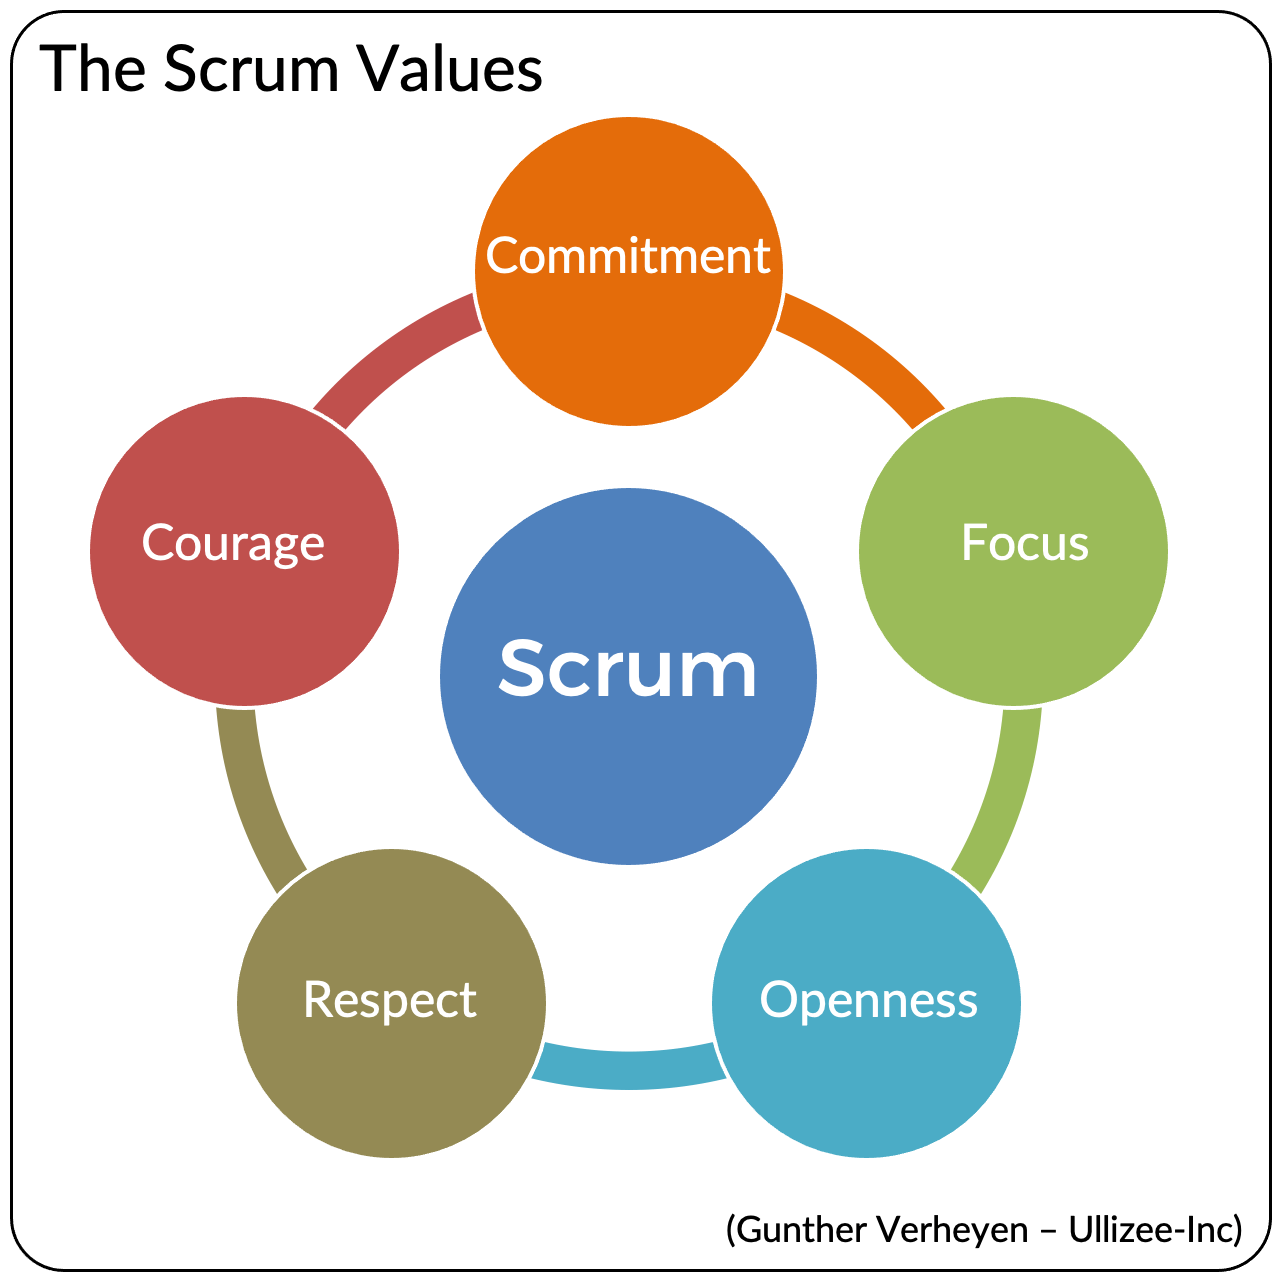 The Scrum Values
Commitment
Courage
Focus
Scrum
Respect
Openness
(Gunther Verheyen – Ullizee-Inc)